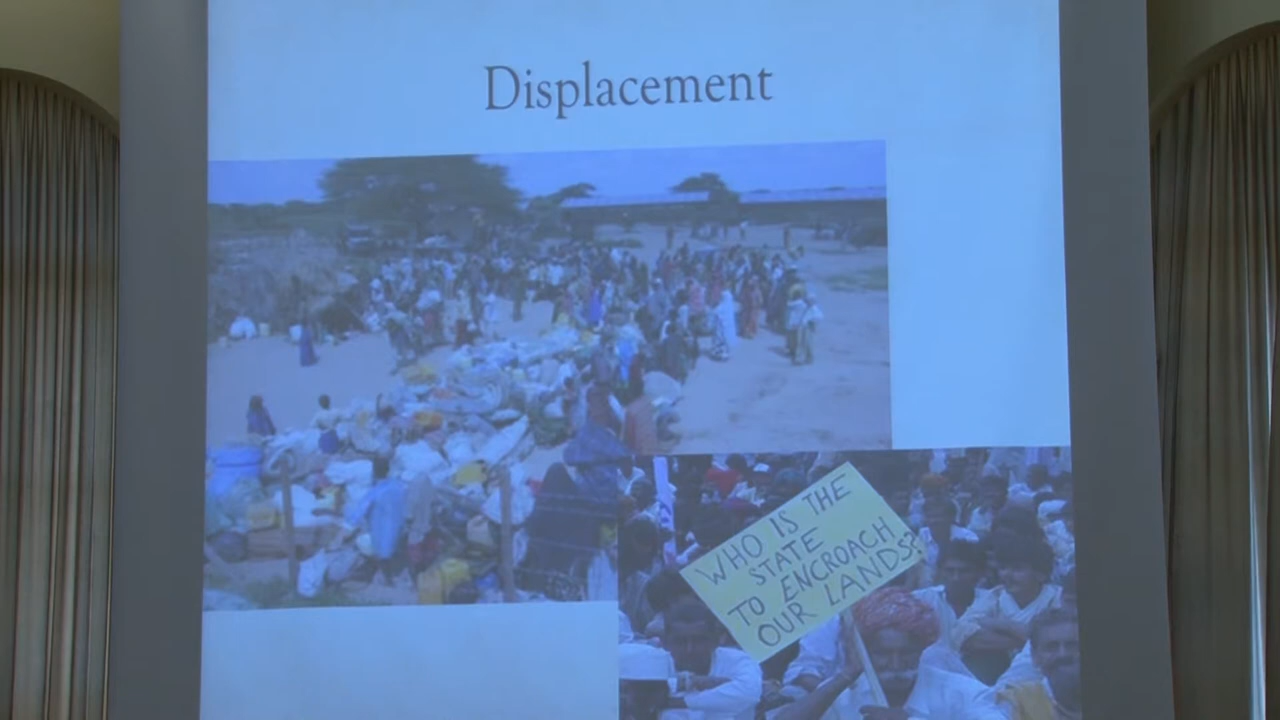 Displacement
WHO IS THE
STATE
TO ENCROACH
OUR LANDS?